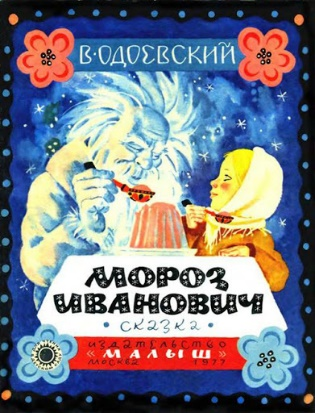 В·ОДОЕВСКИЙ
МОРОЗ
ИВАНОВИЧ
·СКАЗКА·
ИЗДАТЕЛЬСТВО
«МАЛЫШ»
МОСКВА 1977